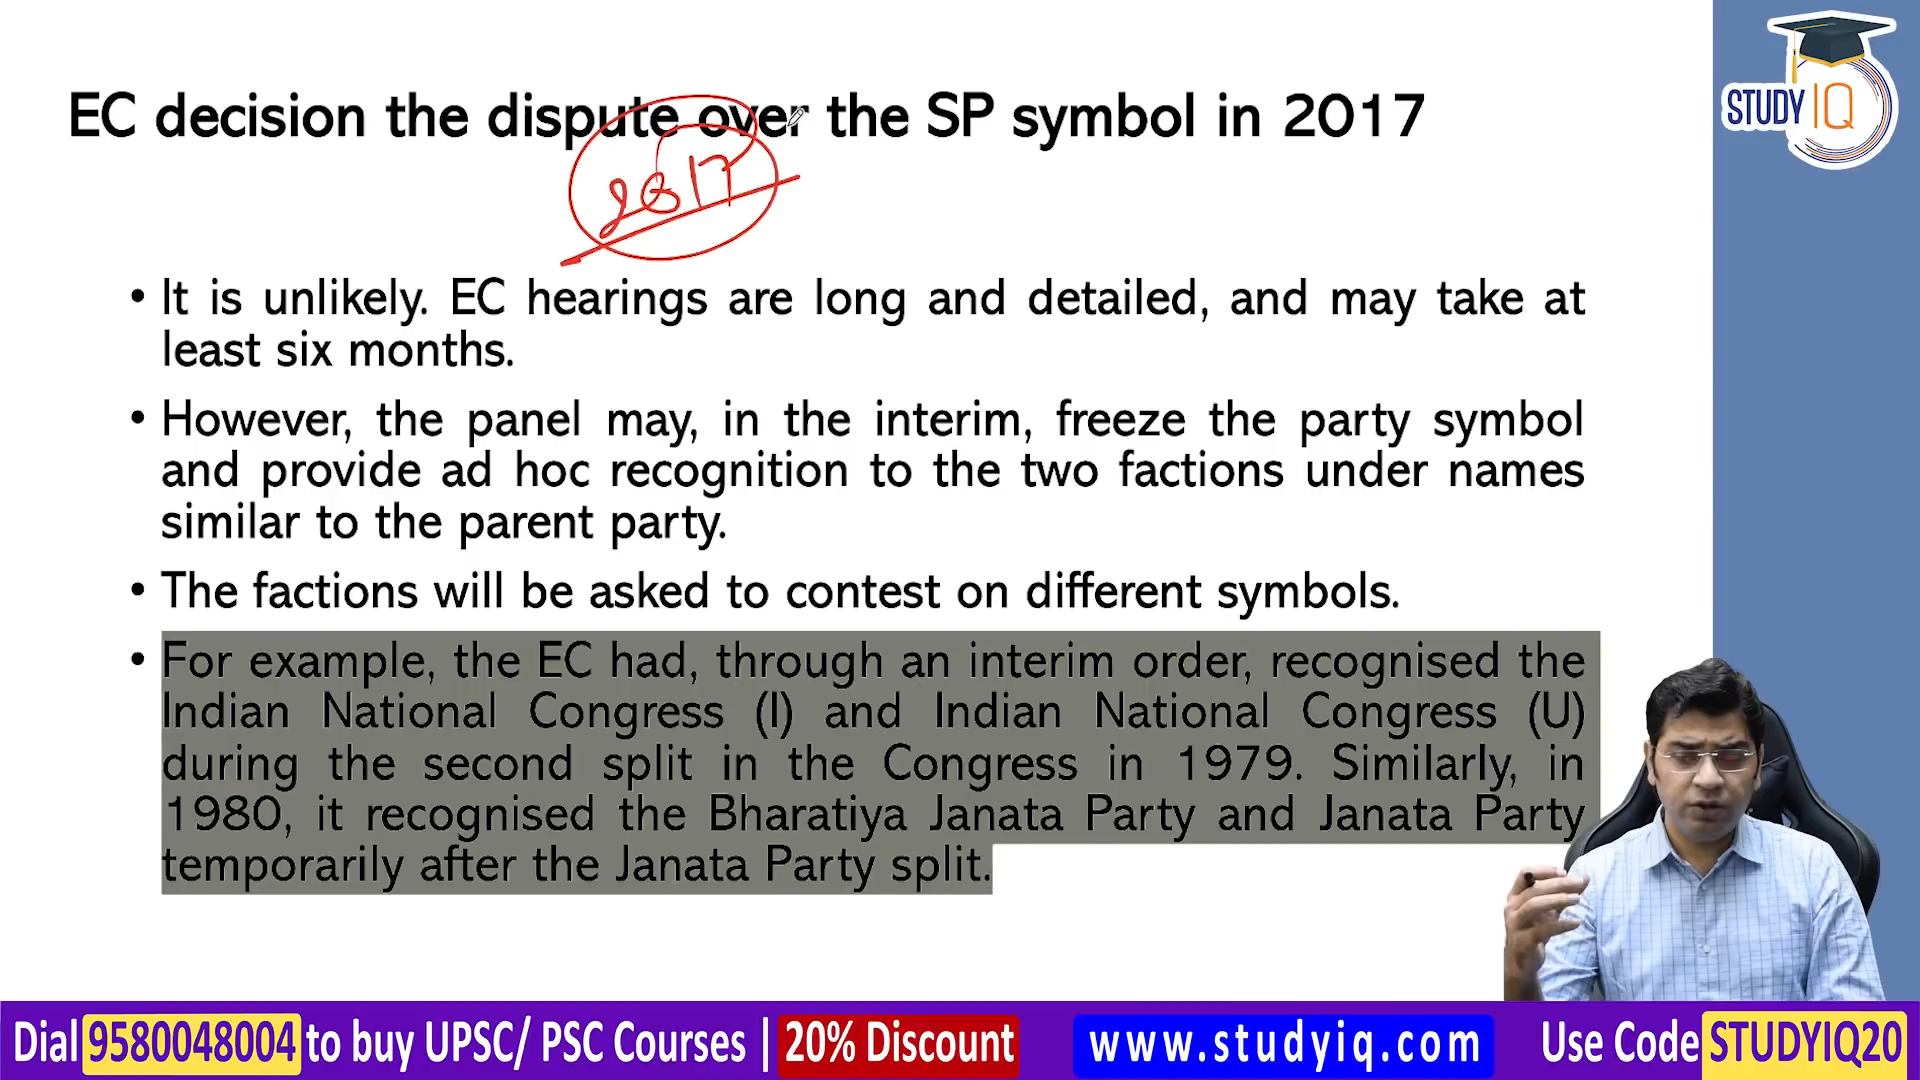 EC decision the dispute over the SP symbol in 2017
2017
• It is unlikely. EC hearings are long and detailed, and may take at
least six months.
• However, the panel may, in the interim, freeze the party symbol
and provide ad hoc recognition to the two factions under names
similar to the parent party.
• The factions will be asked to contest on different symbols.
• For example, the EC had, through an interim order, recognised the
Indian National Congress (I) and Indian National Congress (U)
during the second split in the Congress in 1979. Similarly, in
1980, it recognised the Bharatiya Janata Party and Janata Party
temporarily after the Janata Party split.
STUDY IQ
Dial 9580048004 to buy UPSC/ PSC Courses | 20% Discount www.studyiq.com Use Code STUDYIQ20